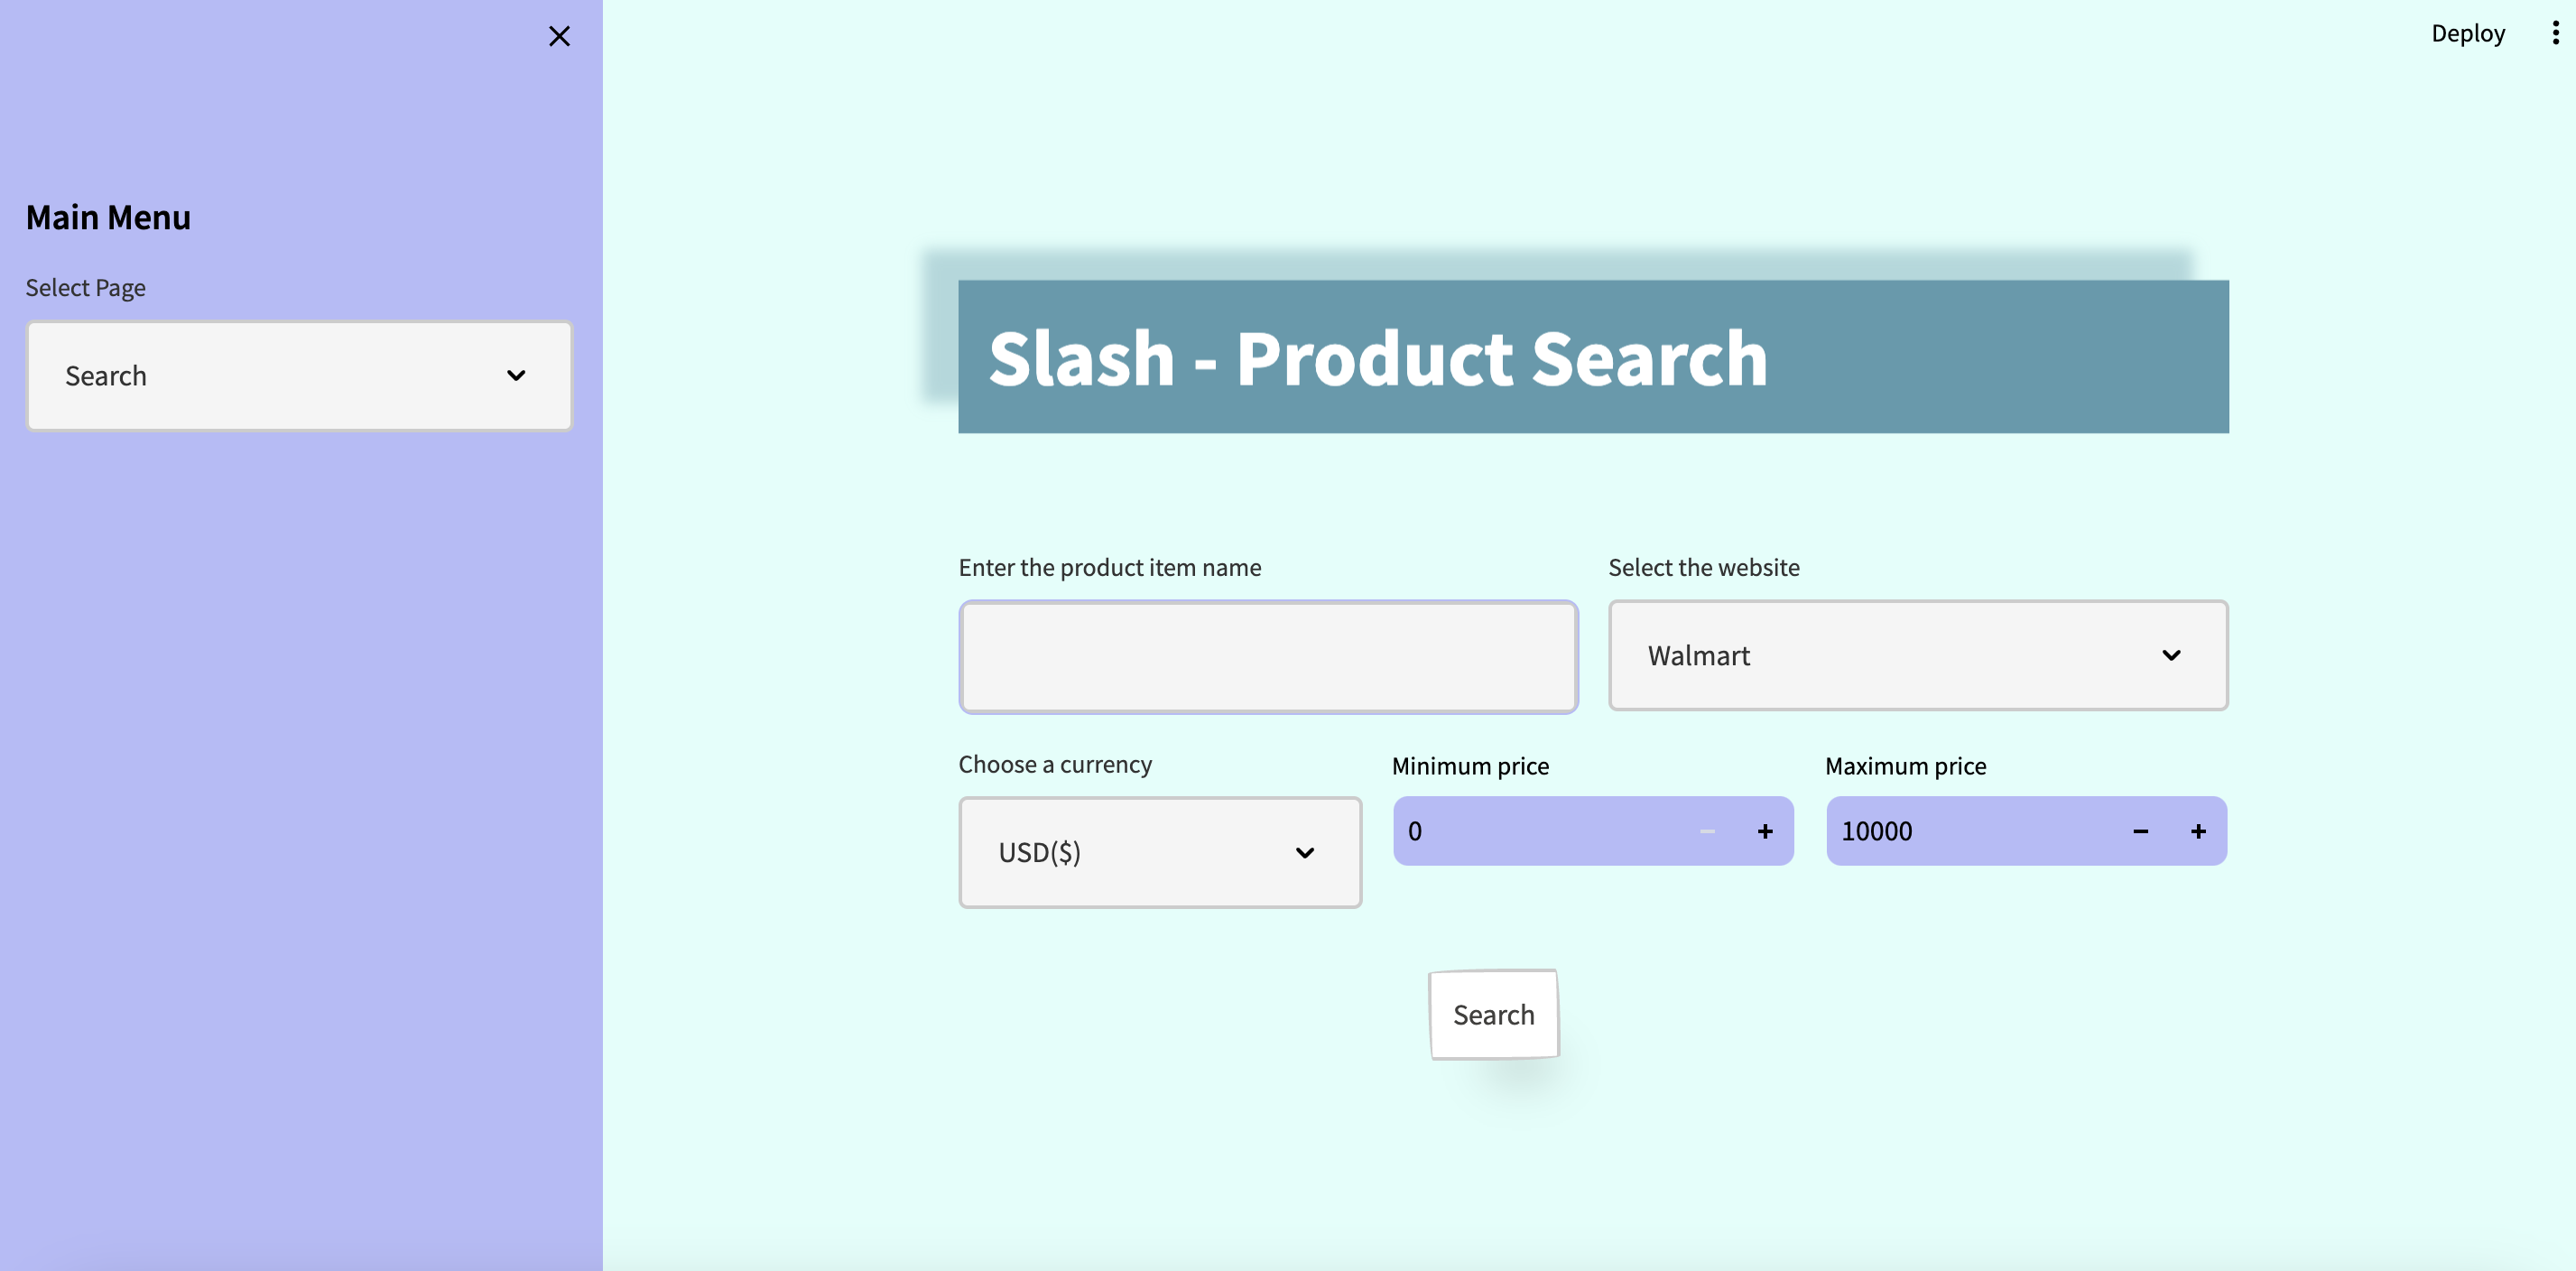 Deploy
Main Menu
Select Page
Search
Slash - Product Search
Enter the product item name
Select the website
Walmart
Choose a currency
Minimum price
Maximum price
USD($)
0
10000
Search